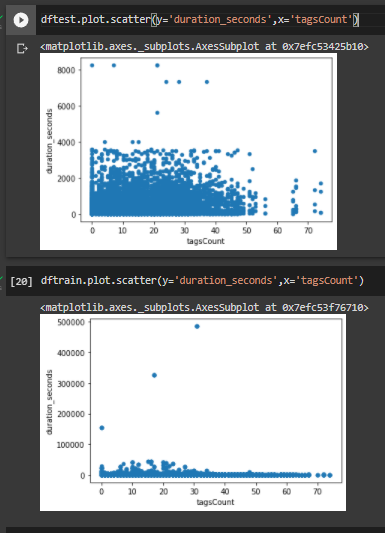 dftest.plot.scatter(y='duration_seconds',x='tagsCount')
<matplotlib.axes._subplots.AxesSubplot at 0x7efc53425b10>
8000
6000
4000
2000
0
duration_seconds
0 10 20 30 40 50 60 70
tagsCount
[20] dftrain.plot.scatter(y='duration_seconds',x='tagsCount')
<matplotlib.axes._subplots.AxesSubplot at 0x7efc53f76710>
500000
400000
300000
200000
100000
0
duration_seconds
0 10 20 30 40 50 60 70
tagsCount